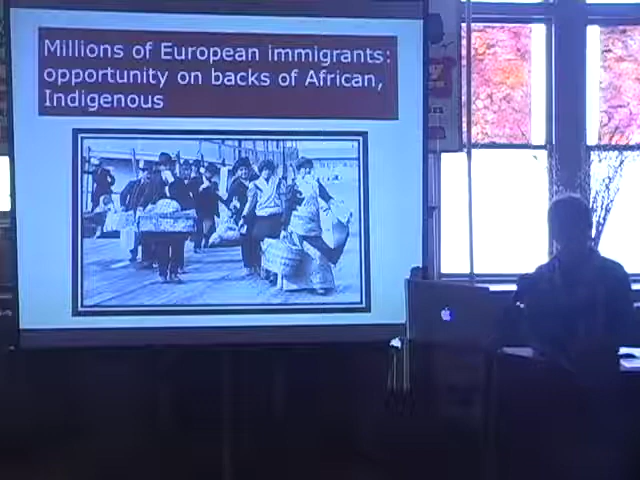 Millions of European immigrants:
opportunity on backs of African,
Indigenous